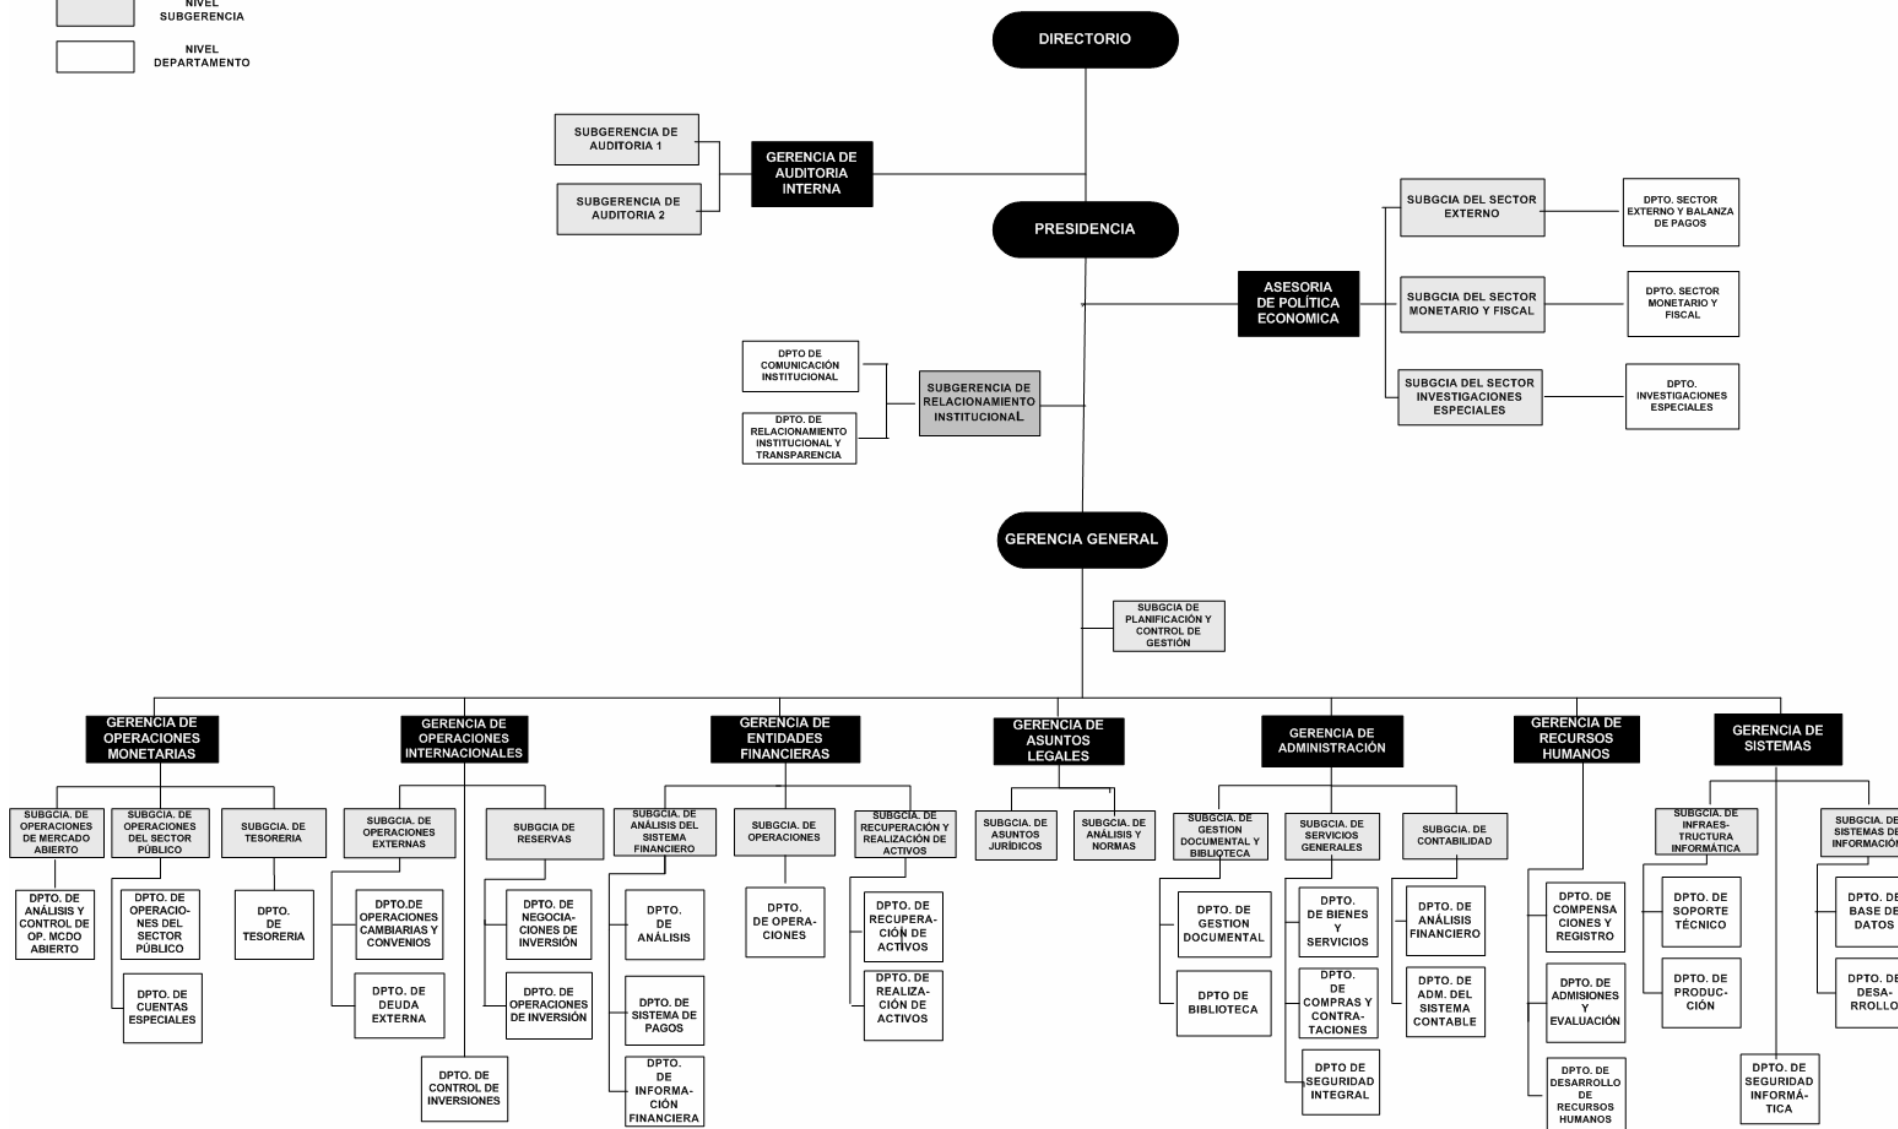 NIVEL
SUBGERENCIA
NIVEL
DEPARTAMENTO
DIRECTORIO
SUBGERENCIA DE
AUDITORIA 1
SUBGERENCIA DE
AUDITORIA 2
GERENCIA DE
AUDITORIA
INTERNA
PRESIDENCIA
SUBGCIA DEL SECTOR
EXTERNO
DPTO. SECTOR
EXTERNO Y BALANZA
DE PAGOS
ASESORIA
DE POLÍTICA
ECONOMICA
SUBGCIA DEL SECTOR
MONETARIO Y FISCAL
DPTO. SECTOR
MONETARIO Y
FISCAL
SUBGCIA DEL SECTOR
INVESTIGACIONES
ESPECIALES
DPTO.
INVESTIGACIONES
ESPECIALES
DPTO DE
COMUNICACIÓN
INSTITUCIONAL
DPTO. DE
RELACIONAMIENTO
INSTITUCIONAL Y
TRANSPARENCIA
SUBGERENCIA DE
RELACIONAMIENTO
INSTITUCIONAL
GERENCIA GENERAL
SUBGCIA DE
PLANIFICACIÓN Y
CONTROL DE
GESTIÓN
GERENCIA DE
OPERACIONES
MONETARIAS
GERENCIA DE
OPERACIONES
INTERNACIONALES
GERENCIA DE
ENTIDADES
FINANCIERAS
GERENCIA DE
ASUNTOS
LEGALES
GERENCIA DE
ADMINISTRACIÓN
GERENCIA DE
RECURSOS
HUMANOS
GERENCIA DE
SISTEMAS
SUBGCIA. DE
OPERACIONES
DE MERCADO
ABIERTO
SUBGCIA. DE
OPERACIONES
DEL SECTOR
PÚBLICO
SUBGCIA. DE
TESORERIA
SUBGCIA. DE
OPERACIONES
EXTERNAS
SUBGCIA DE
RESERVAS
SUBGCIA. DE
ANÁLISIS DEL
SISTEMA
FINANCIERO
SUBGCIA. DE
OPERACIONES
SUBGCIA. DE
RECUPERACIÓN Y
REALIZACIÓN DE
ACTIVOS
SUBGCIA. DE
ASUNTOS
JURÍDICOS
SUBGCIA. DE
ANÁLISIS Y
NORMAS
SUBGCIA. DE
GESTION
DOCUMENTAL Y
BIBLIOTECA
SUBGCIA. DE
SERVICIOS
GENERALES
SUBGCIA. DE
CONTABILIDAD
SUBGCIA. DE
INFRAES-
TRUCTURA
INFORMÁTICA
SUBGCIA. DE
SISTEMAS DE
INFORMACIÓN
DPTO. DE
ANÁLISIS Y
CONTROL DE
OP. MCDO
ABIERTO
DPTO. DE
OPERACIO-
NES DEL
SECTOR
PÚBLICO
DPTO.
DE
TESORERIA
DPTO.DE
OPERACIONES
CAMBIARIAS Y
CONVENIOS
DPTO. DE
NEGOCIA-
CIONES DE
INVERSIÓN
DPTO.
DE
ANÁLISIS
DPTO.
DE OPERA-
CIONES
DPTO. DE
RECUPERA-
CIÓN DE
ACTIVOS
DPTO. DE
GESTION
DOCUMENTAL
DPTO.
DE BIENES
Y
SERVICIOS
DPTO. DE
ANÁLISIS
FINANCIERO
DPTO. DE
COMPENSA
CIONES Y
REGISTRO
DPTO. DE
SOPORTE
TÉCNICO
DPTO. DE
BASE DE
DATOS
DPTO. DE
CUENTAS
ESPECIALES
DPTO. DE
DEUDA
EXTERNA
DPTO. DE
OPERACIONES
DE INVERSIÓN
DPTO. DE
SISTEMA DE
PAGOS
DPTO. DE
REALIZA-
CIÓN DE
ACTIVOS
DPTO DE
BIBLIOTECA
DPTO.
DE
COMPRAS Y
CONTRA-
TACIONES
DPTO. DE
ADM. DEL
SISTEMA
CONTABLE
DPTO. DE
ADMISIONES
Y
EVALUACIÓN
DPTO. DE
PRODUC-
CIÓN
DPTO. DE
DESA-
RROLLO
DPTO. DE
CONTROL DE
INVERSIONES
DPTO.
DE
INFORMA-
CIÓN
FINANCIERA
DPTO DE
SEGURIDAD
INTEGRAL
DPTO. DE
DESARROLLO
DE
RECURSOS
HUMANOS
DPTO. DE
SEGURIDAD
INFORMÁ-
TICA